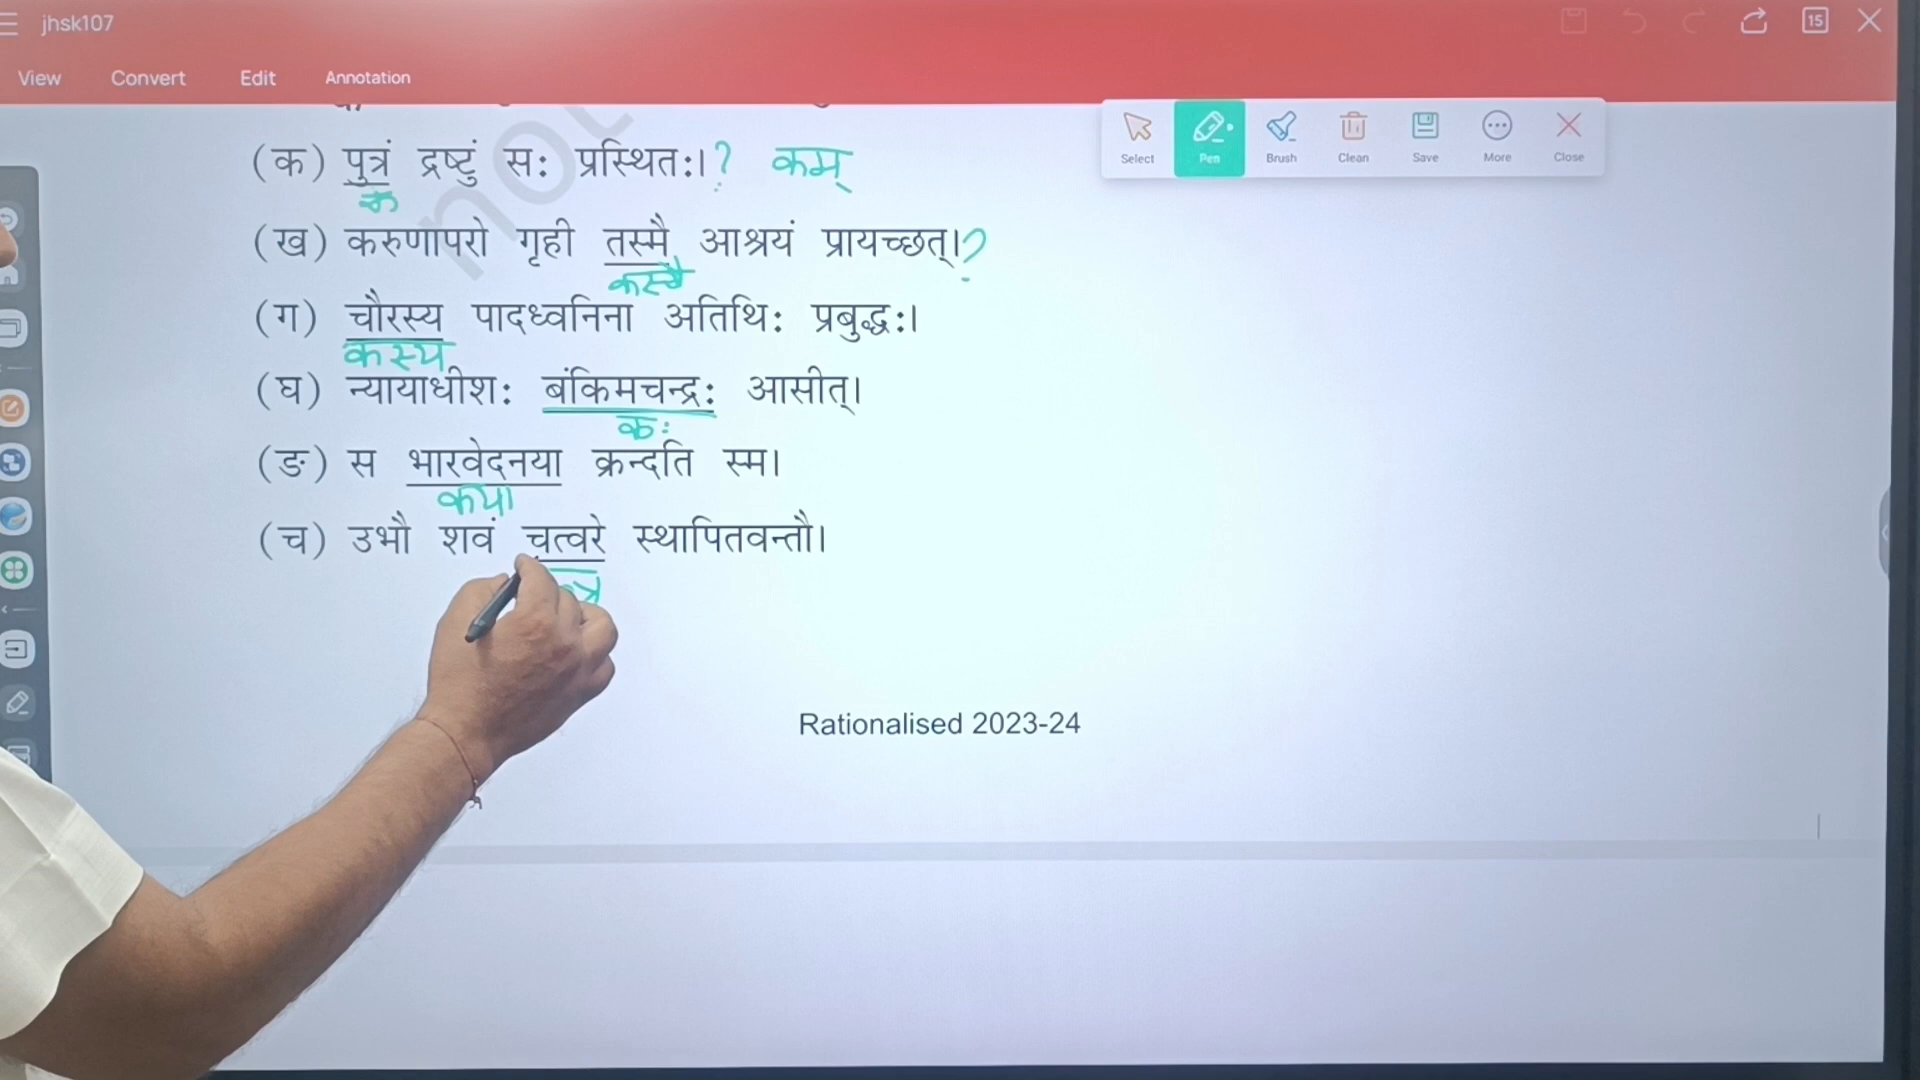 jhsk107
15
View Convert Edit Annotation
Select Pen Brush Clean Save More Close
not
(क) पुत्रं द्रष्टुं सः प्रस्थितः।? कम्
क
(ख) करुणापरो गृही तस्मै आश्रयं प्रायच्छत्।?
कस्मै
(ग) चौरस्य पादध्वनिना अतिथिः प्रबुद्धः।
कस्य
(घ) न्यायाधीशः बंकिमचन्द्रः आसीत्।
कः
(ङ) स भारवेदनया क्रन्दति स्म।
कया
(च) उभौ शवं चत्वरे स्थापितवन्तौ।
Rationalised 2023-24